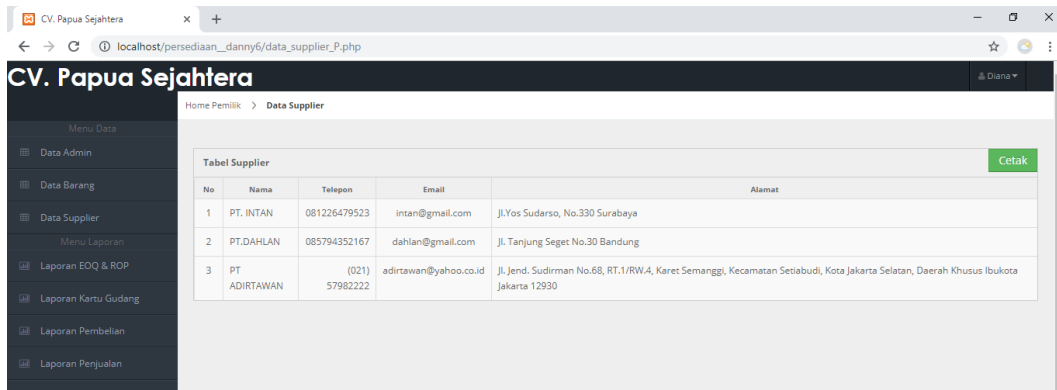 CV. Papua Sejahtera
localhost/persediaan__danny6/data_supplier_P.php
CV. Papua Sejahtera
Diana
Home Pemilik > Data Supplier
Menu Data
Data Admin
Data Barang
Data Supplier
Menu Laporan
Laporan EOQ & ROP
Laporan Kartu Gudang
Laporan Pembelian
Laporan Penjualan
Tabel Supplier Cetak
No Nama Telepon Email Alamat
1 PT. INTAN 081226479523 intan@gmail.com Jl.Yos Sudarso, No.330 Surabaya
2 PT.DAHLAN 085794352167 dahlan@gmail.com Jl. Tanjung Seget No.30 Bandung
3 PT (021) adirtawan@yahoo.co.id Jl. Jend. Sudirman No.68, RT.1/RW.4, Karet Semanggi, Kecamatan Setiabudi, Kota Jakarta Selatan, Daerah Khusus Ibukota
ADIRTAWAN 57982222 Jakarta 12930